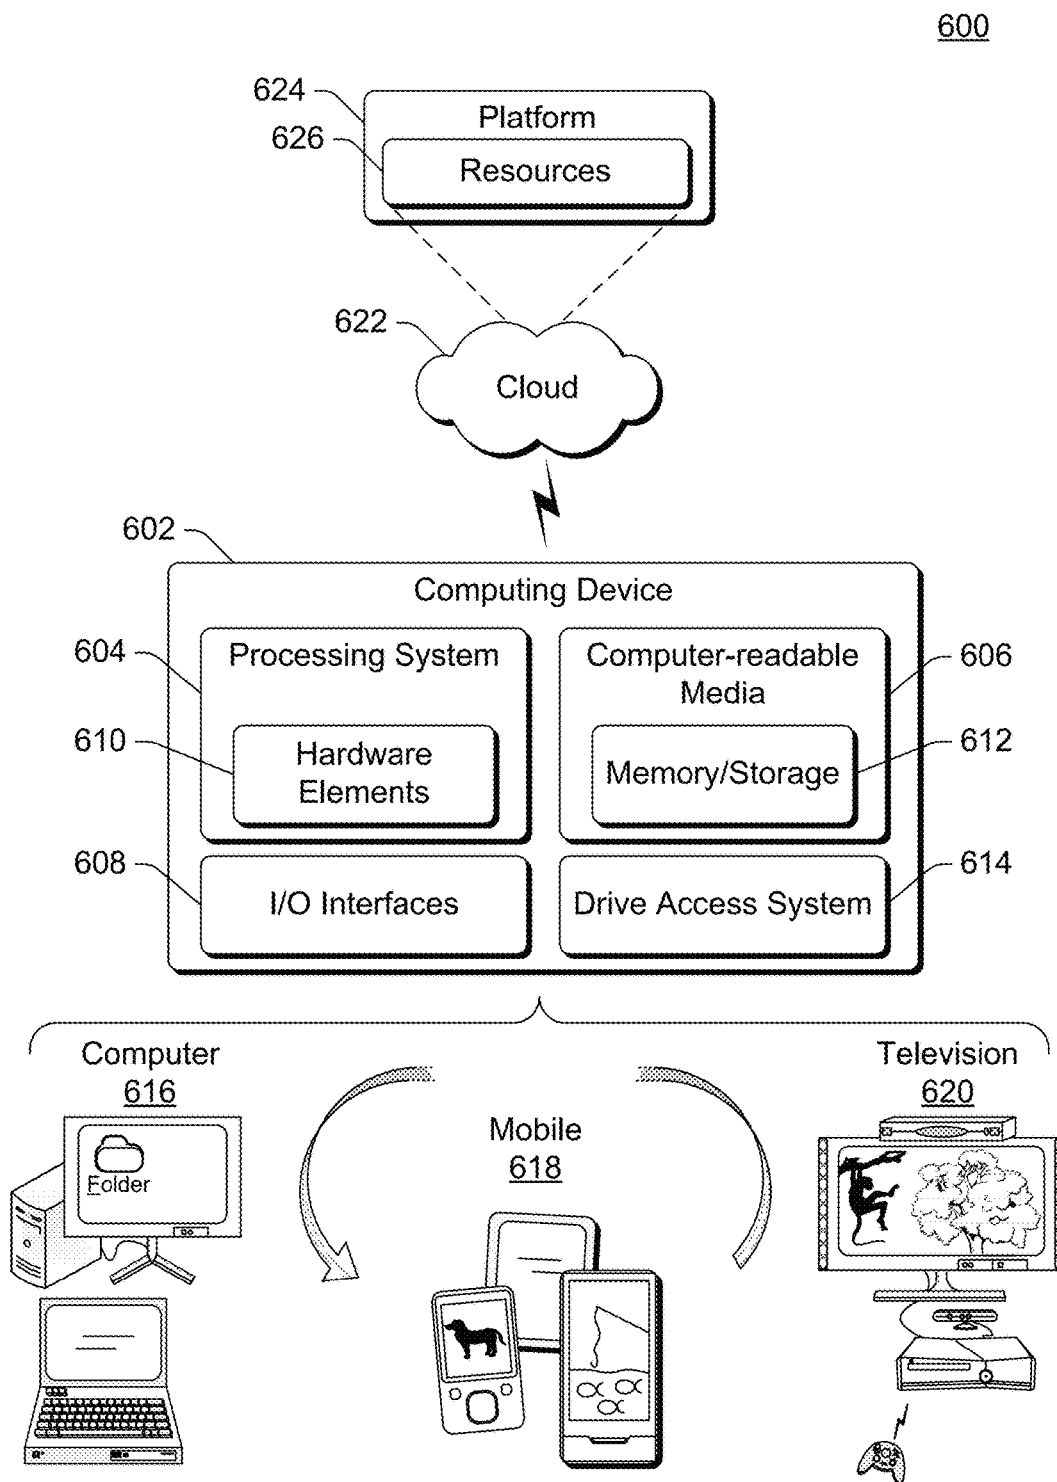 600
624
Platform
626
Resources
622
Cloud
602
Computing Device
604
Processing System
Computer-readable
Media
606
610
Hardware
Elements
Memory/Storage
612
608
I/O Interfaces
Drive Access System
614
Computer
616
Television
620
Mobile
618
Folder